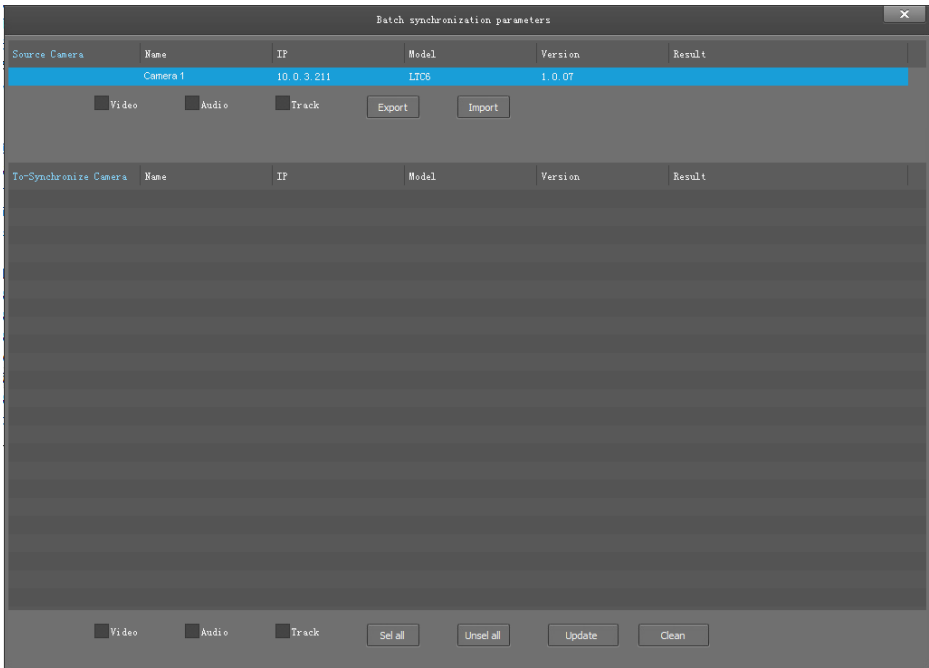 Batch synchronization parameters
Source Camera Name IP Model Version Result
Camera 1 10.0.3.211 LTC6 1.0.07
Video Audio Track Export Import
To-Synchronize Camera Name IP Model Version Result
Video Audio Track Sel all Unsel all Update Clean